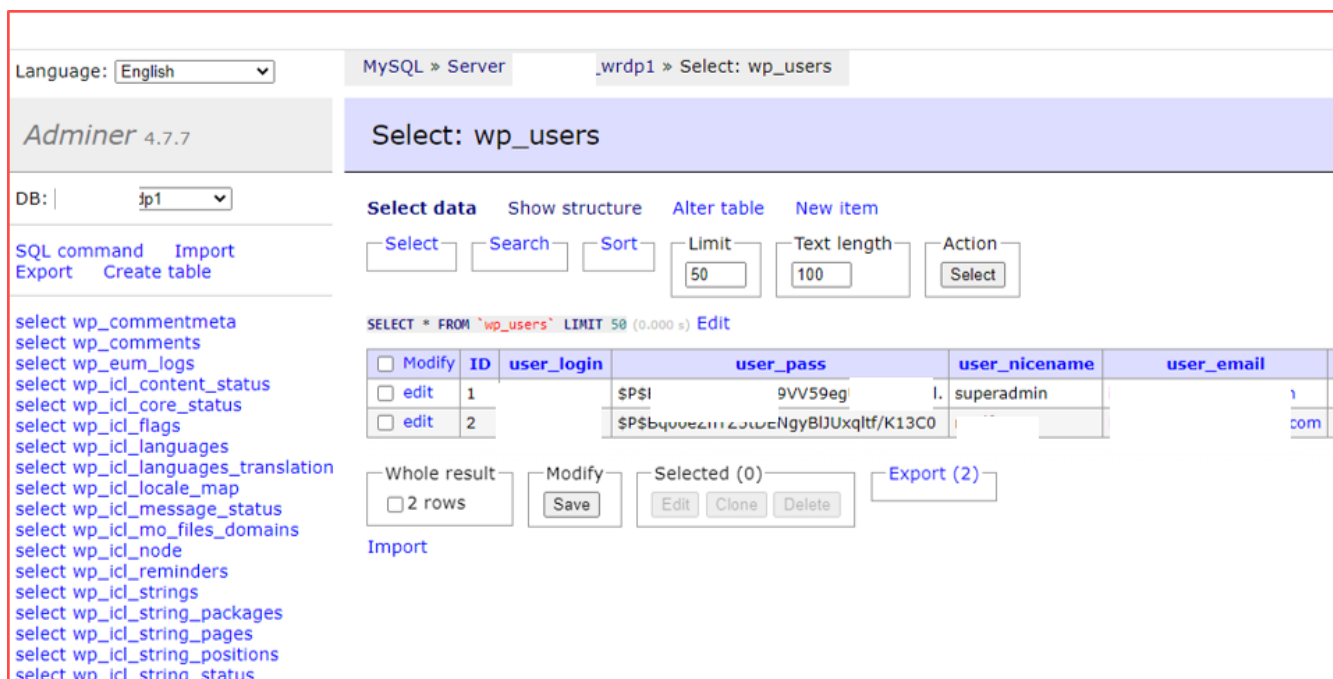 Language: English
MySQL » Server _wrdp1 » Select: wp_users
Adminer 4.7.7
Select: wp_users
DB: dp1
SQL command Import
Export Create table
select wp_commentmeta
select wp_comments
select wp_eum_logs
select wp_icl_content_status
select wp_icl_core_status
select wp_icl_flags
select wp_icl_languages
select wp_icl_languages_translation
select wp_icl_locale_map
select wp_icl_message_status
select wp_icl_mo_files_domains
select wp_icl_node
select wp_icl_reminders
select wp_icl_strings
select wp_icl_string_packages
select wp_icl_string_pages
select wp_icl_string_positions
select wp_icl_string_status
Select data Show structure Alter table New item
Select Search Sort Limit Text length Action
50 100 Select
SELECT * FROM `wp_users` LIMIT 50 (0.000 s) Edit
Modify ID user_login user_pass user_nicename user_email
edit 1 superadmin
edit 2 com
Whole result Modify Selected (0) Export (2)
2 rows Save Edit Clone Delete
Import